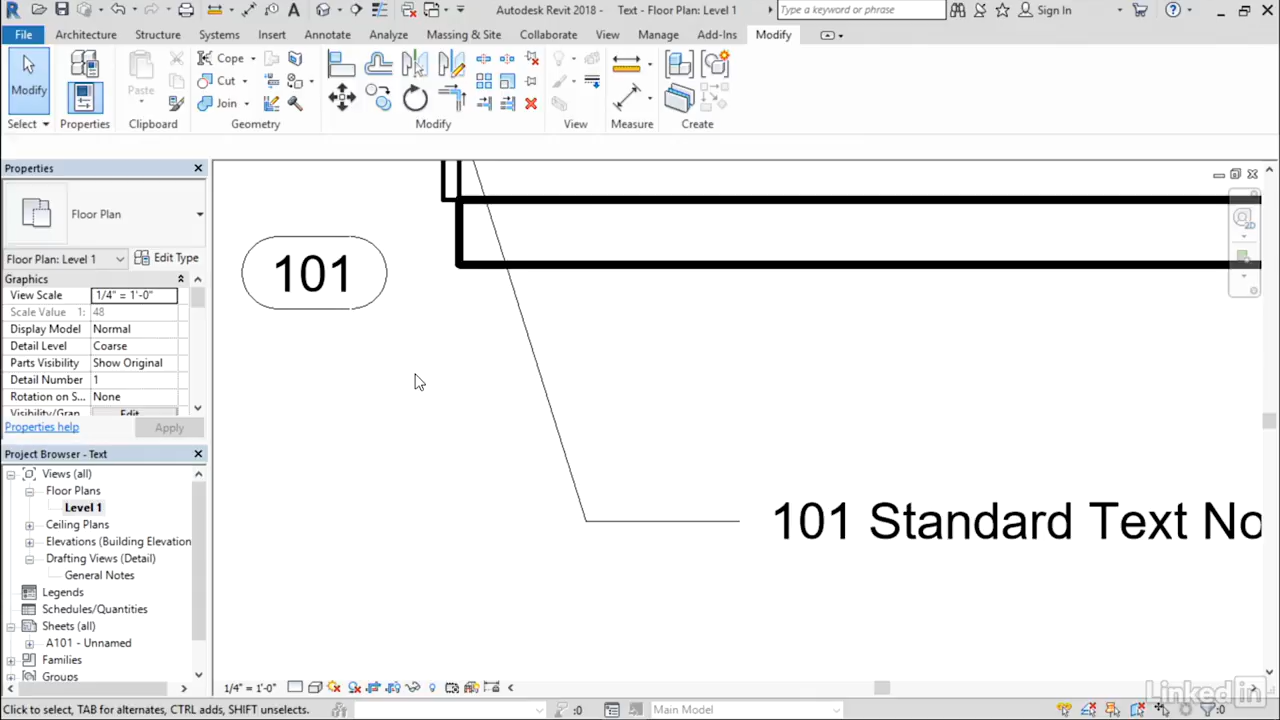 Autodesk Revit 2018 -
Text - Floor Plan: Level 1
Type a keyword or phrase
Sign In
File
Architecture
Structure
Systems
Insert
Annotate
Analyze
Massing & Site
Collaborate
View
Manage
Add-Ins
Modify
Modify
Paste
Cope
Cut
Join
Select
Properties
Clipboard
Geometry
Modify
View
Measure
Create
Properties
Floor Plan
Floor Plan: Level 1
Edit Type
Graphics
View Scale 1/4" = 1'-0"
Scale Value 1: 48
Display Model Normal
Detail Level Coarse
Parts Visibility Show Original
Detail Number 1
Rotation on S... None
Visibility/Grap Edit
Properties help
Apply
Project Browser - Text
Views (all)
Floor Plans
Level 1
Ceiling Plans
Elevations (Building Elevation
Drafting Views (Detail)
General Notes
Legends
Schedules/Quantities
Sheets (all)
A101 - Unnamed
Families
Groups
101
101 Standard Text No
2D
1/4" = 1'-0"
Click to select, TAB for alternates, CTRL adds, SHIFT unselects.
:0
Main Model
:0
Linked in